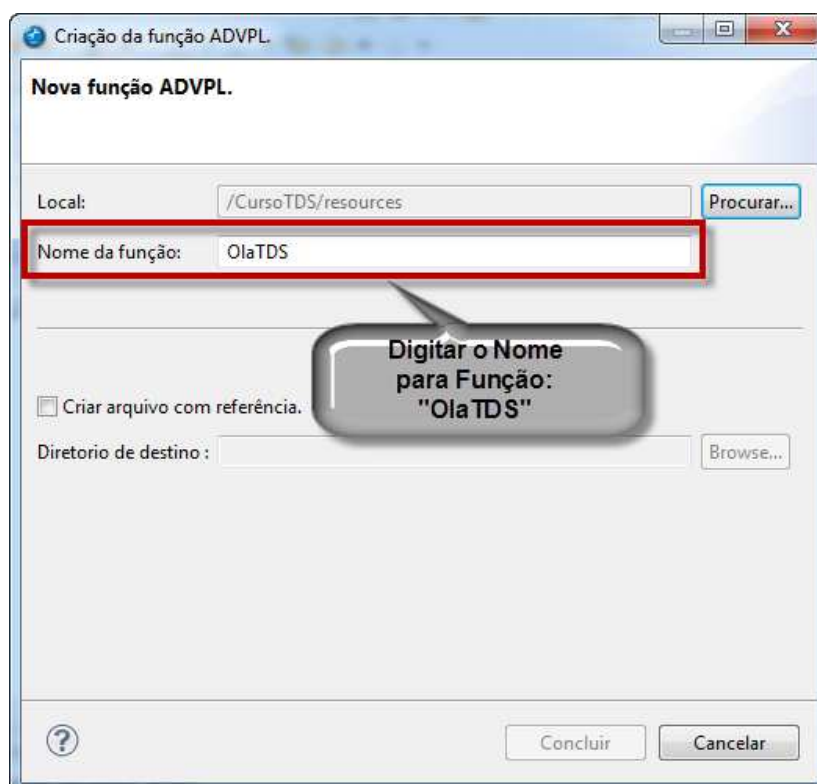 Criação da função ADVPL.
Nova função ADVPL.
Local: /CursoTDS/resources Procurar...
Nome da função: OlaTDS
Digitar o Nome
para Função:
"OlaTDS"
Criar arquivo com referência.
Diretorio de destino : Browse...
Concluir Cancelar